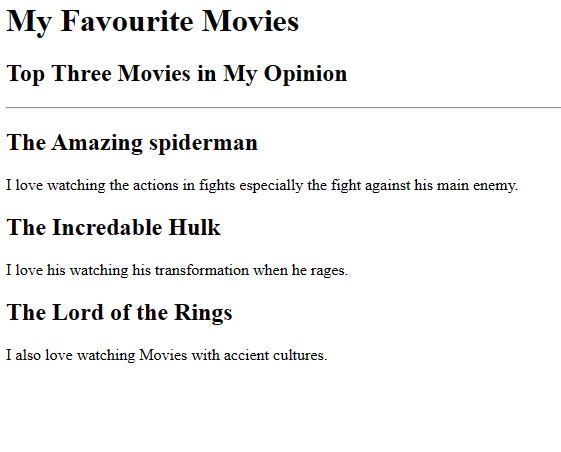 My Favourite Movies
Top Three Movies in My Opinion
The Amazing spiderman
I love watching the actions in fights especially the fight against his main enemy.
The Incredable Hulk
I love his watching his transformation when he rages.
The Lord of the Rings
I also love watching Movies with accient cultures.